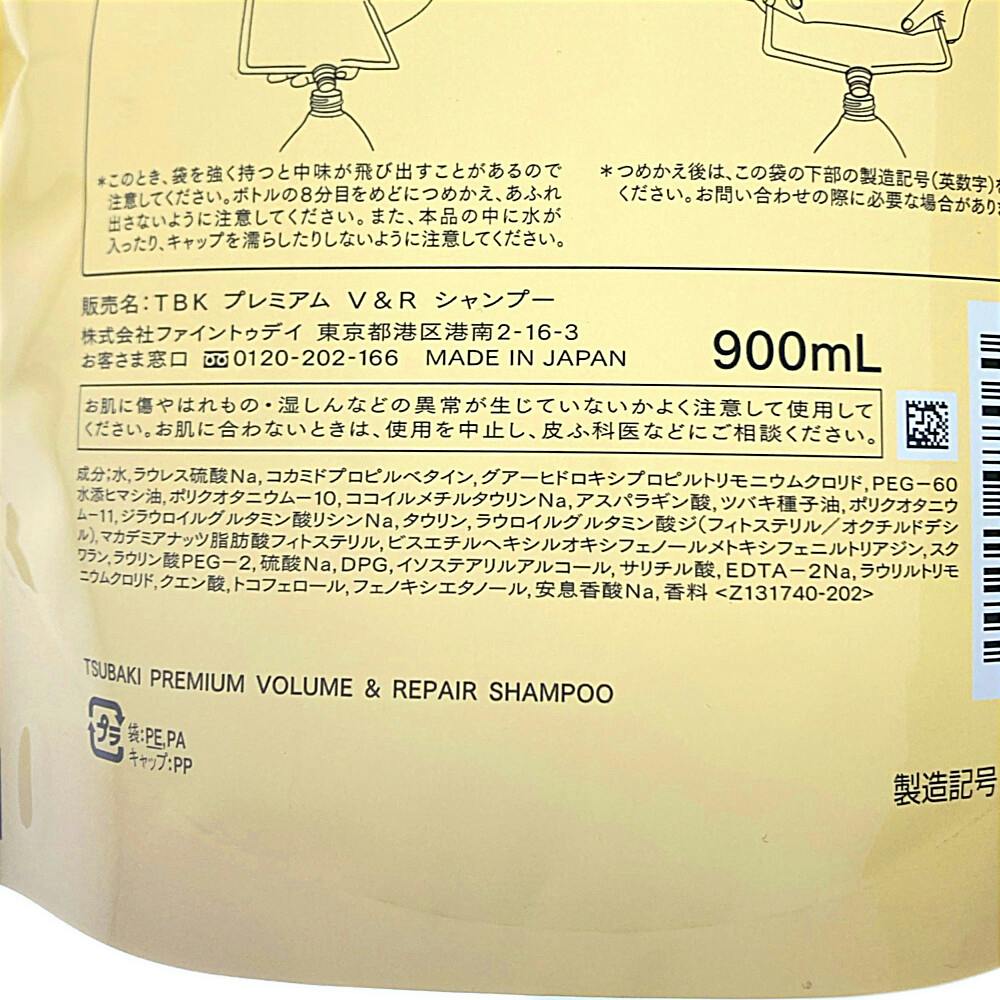 *このとき、袋を強く持つと中味が飛び出すことがあるので
注意してください。ボトルの8分目をめどにつめかえ、あふれ
出さないように注意してください。また、本品の中に水が
入ったり、キャップを濡らしたりしないように注意してください。
*つめかえ後は、この袋の下部の製造記号(英数字)を
ください。お問い合わせの際に必要な場合があり
販売名:TBK プレミアム V&R シャンプー
株式会社ファイントゥデイ 東京都港区港南2-16-3
お客さま窓口 0120-202-166 MADE IN JAPAN
900mL
お肌に傷やはれもの・湿しんなどの異常が生じていないかよく注意して使用して
ください。お肌に合わないときは、使用を中止し、皮ふ科医などにご相談ください。
成分;水,ラウレス硫酸Na,コカミドプロピルベタイン,グアーヒドロキシプロピルトリモニウムクロリド,PEG-60
水添ヒマシ油,ポリクオタニウムー10,ココイルメチルタウリンNa,アスパラギン酸,ツバキ種子油,ポリクオタニウ
ムー11,ジラウロイルグルタミン酸リシンNa,タウリン,ラウロイルグルタミン酸ジ(フィトステリル/オクチルドデシ
ル),マカデミアナッツ脂肪酸フィトステリル,ビスエチルヘキシルオキシフェノールメトキシフェニルトリアジン,スク
ワラン,ラウリン酸PEG-2,硫酸Na,DPG,イソステアリルアルコール,サリチル酸,EDTA-2Na,ラウリルトリモ
ニウムクロリド,クエン酸,トコフェロール,フェノキシエタノール,安息香酸Na,香料 <Z131740-202>
TSUBAKI PREMIUM VOLUME & REPAIR SHAMPOO
プラ
袋:PE,PA
キャップ:PP
製造記号